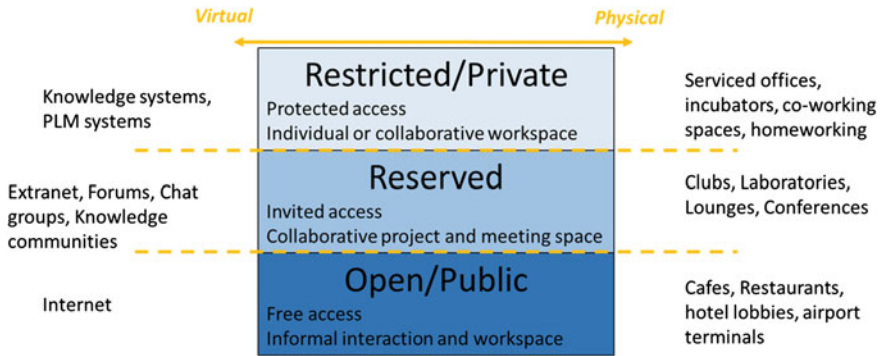 Virtual
Physical
Restricted/Private
Protected access
Individual or collaborative workspace
Knowledge systems,
PLM systems
Serviced offices,
incubators, co-working
spaces, homeworking
Reserved
Invited access
Collaborative project and meeting space
Extranet, Forums, Chat
groups, Knowledge
communities
Clubs, Laboratories,
Lounges, Conferences
Open/Public
Free access
Informal interaction and workspace
Internet
Cafes, Restaurants,
hotel lobbies, airport
terminals